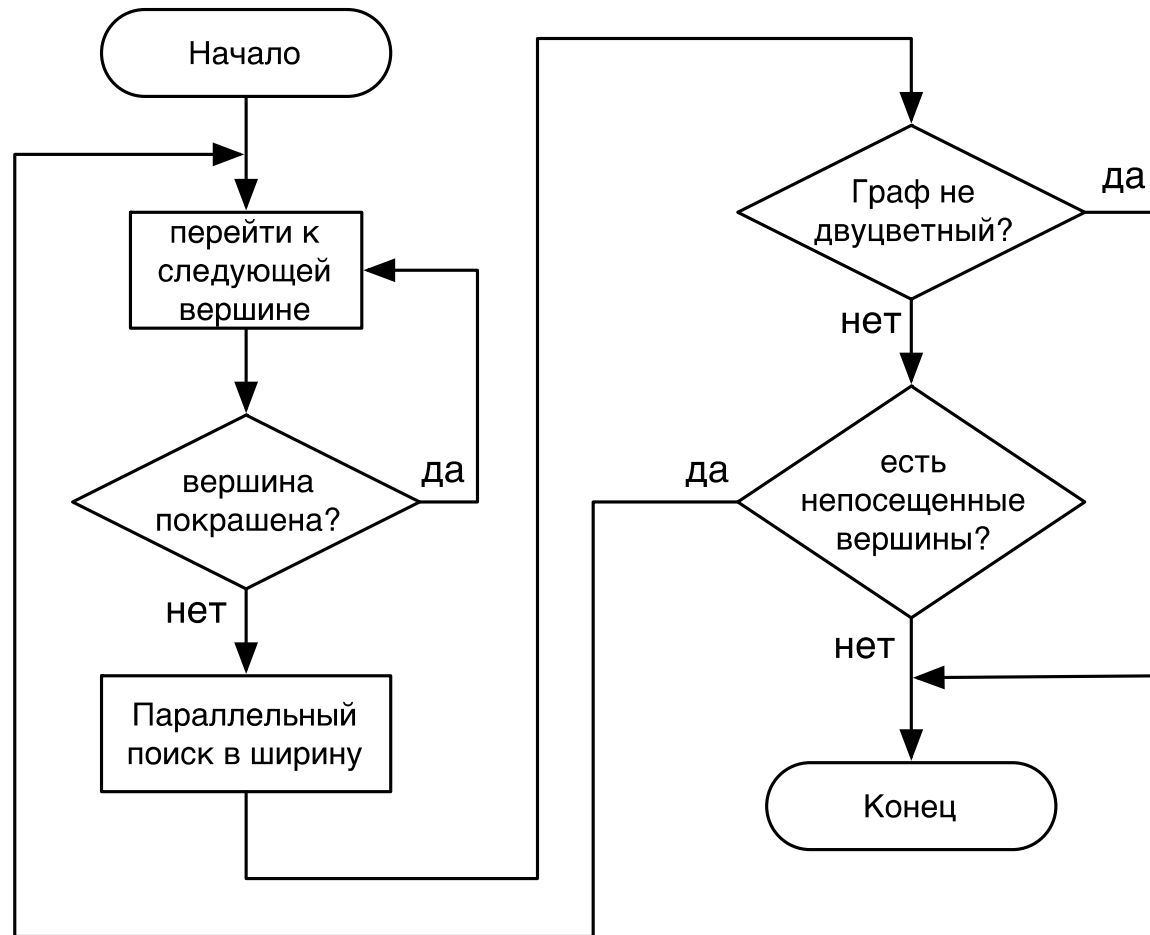 Начало
перейти к
следующей
вершине
вершина
покрашена?
да
нет
Параллельный
поиск в ширину
Граф не
двуцветный?
да
нет
есть
непосещенные
вершины?
да
нет
Конец